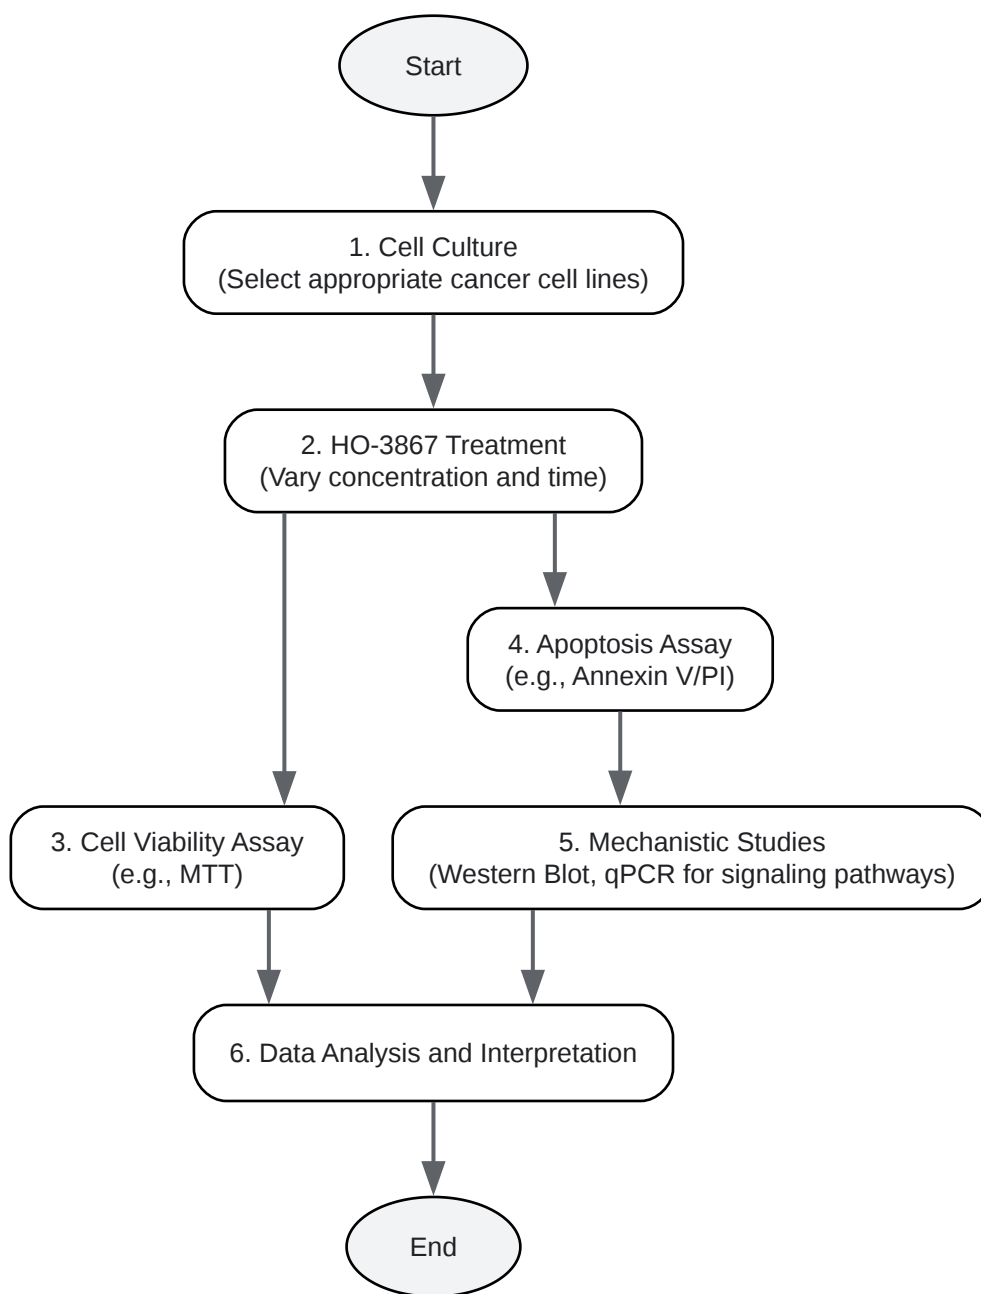 Start
1. Cell Culture
(Select appropriate cancer cell lines)
2. HO-3867 Treatment
(Vary concentration and time)
4. Apoptosis Assay
(e.g., Annexin V/PI)
3. Cell Viability Assay
(e.g., MTT)
5. Mechanistic Studies
(Western Blot, qPCR for signaling pathways)
6. Data Analysis and Interpretation
End